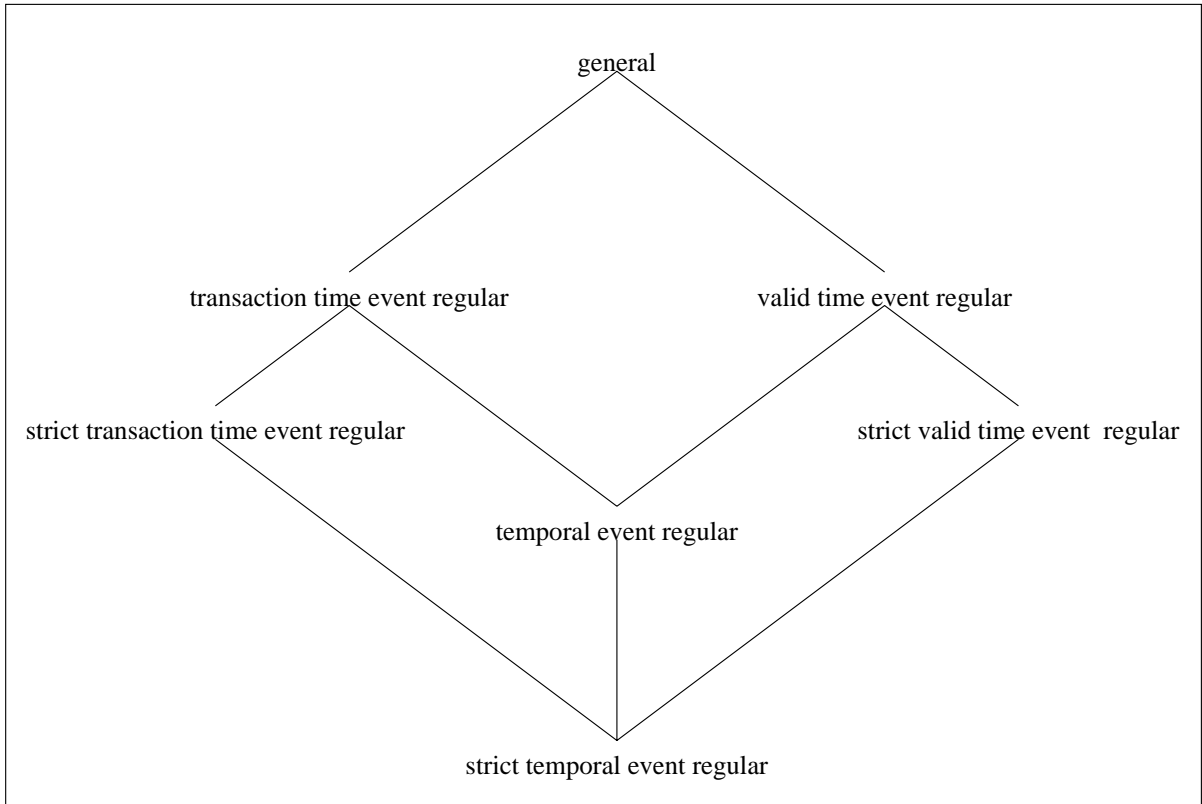 general
transaction time event regular
valid time event regular
strict transaction time event regular
strict valid time event regular
temporal event regular
strict temporal event regular